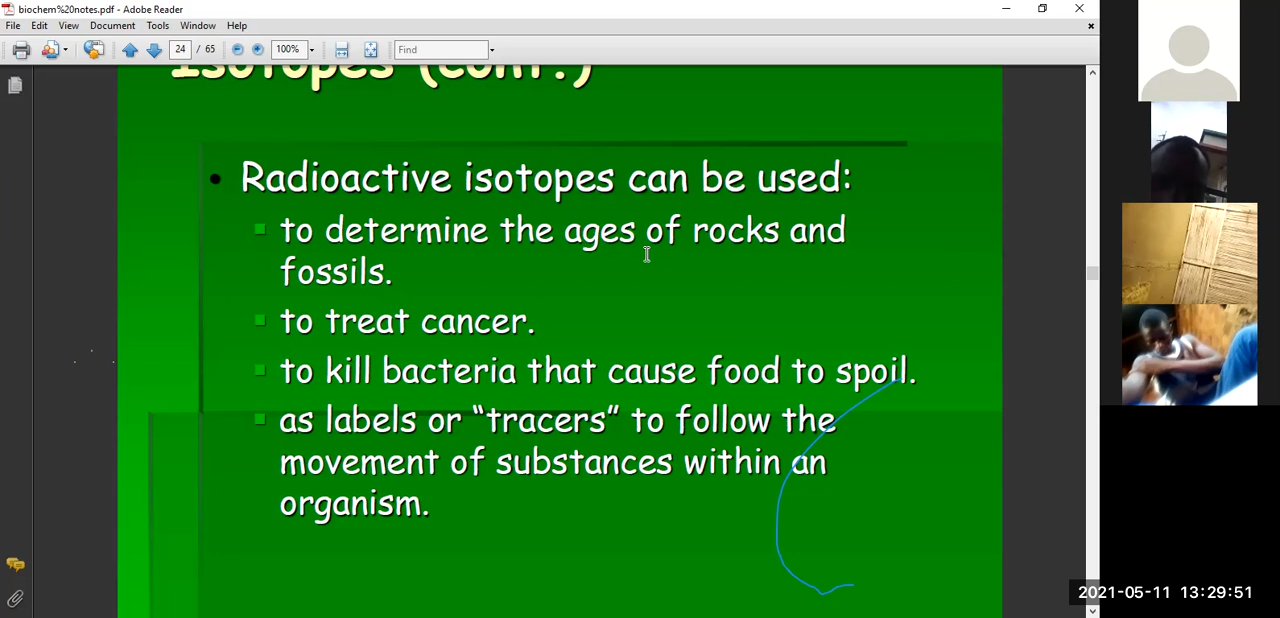 biochem%20notes.pdf - Adobe Reader
File Edit View Document Tools Window Help
24 / 65 100% Find
Isotopes (cont.)
• Radioactive isotopes can be used:
to determine the ages of rocks and
fossils.
to treat cancer.
to kill bacteria that cause food to spoil.
as labels or “tracers” to follow the
movement of substances within an
organism.
2021-05-11 13:29:51